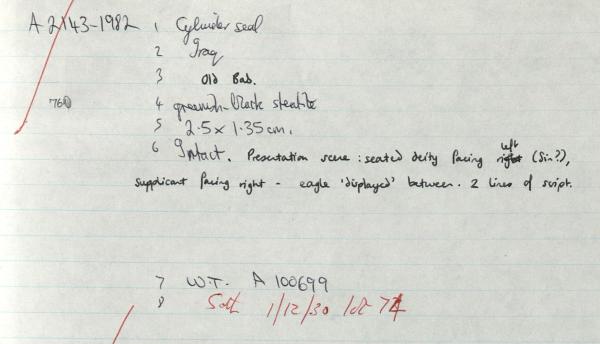 A 2143-1982 1 Cylinder seal
2 Iraq
3 Old Bab.
760 4 greenish-black steatite
5 2.5 x 1.35 cm.
6 Intact. Presentation scene : seated deity facing right left (Sin?),
supplicant facing right - eagle 'displayed' between. 2 lines of script.
7 W.T. A 100699
8 Soth 1/12/30 lot 74